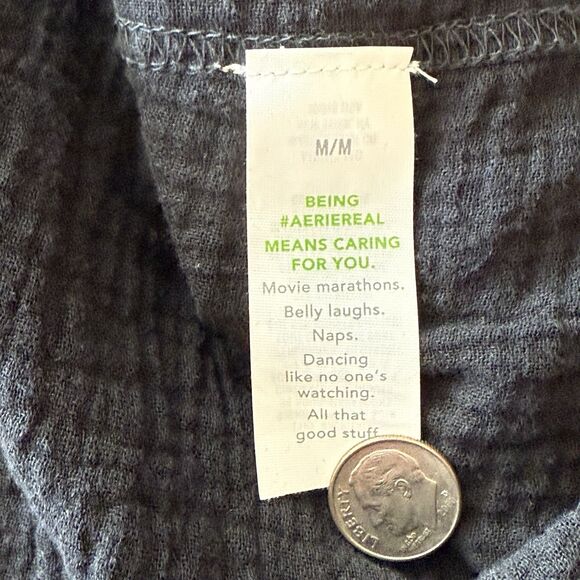 M/M
BEING
#AERIEREAL
MEANS CARING
FOR YOU.
Movie marathons.
Belly laughs.
Naps.
Dancing
like no one's
watching.
All that
good stuff
LIBERTY